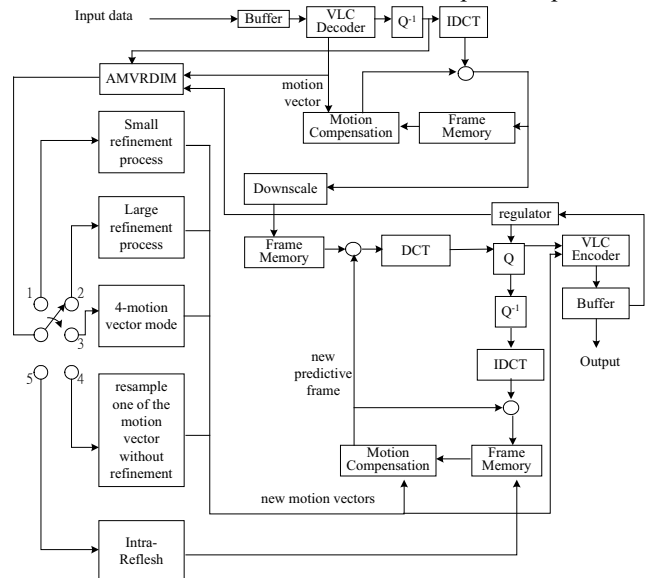 Input data
Buffer
VLC
Decoder
Q-1
IDCT
AMVRDIM
motion
vector
Motion
Compensation
Frame
Memory
Small
refinement
process
Downscale
Large
refinement
process
regulator
Frame
Memory
DCT
Q
VLC
Encoder
1
2
3
4-motion
vector mode
Q-1
Buffer
new
predictive
frame
IDCT
Output
5
4
resample
one of the
motion
vector
without
refinement
Motion
Compensation
Frame
Memory
new motion vectors
Intra-
Reflesh